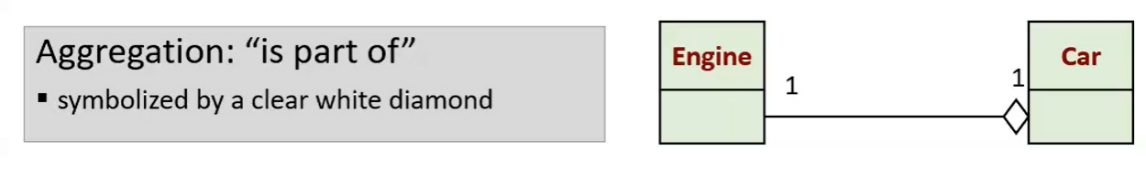 Aggregation: “is part of”
▪ symbolized by a clear white diamond
Engine
1
1
Car